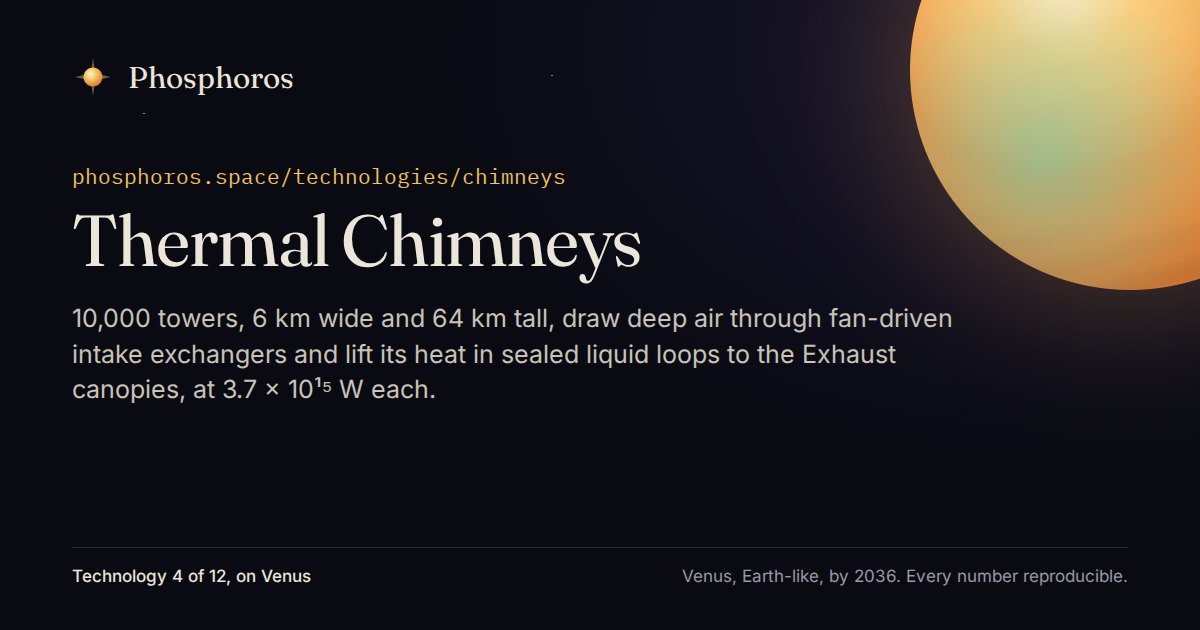 Phosphoros
phosphoros.space/technologies/chimneys
Thermal Chimneys
10,000 towers, 6 km wide and 64 km tall, draw deep air through fan-driven
intake exchangers and lift its heat in sealed liquid loops to the Exhaust
canopies, at 3.7 × 10¹⁵ W each.
Technology 4 of 12, on Venus
Venus, Earth-like, by 2036. Every number reproducible.